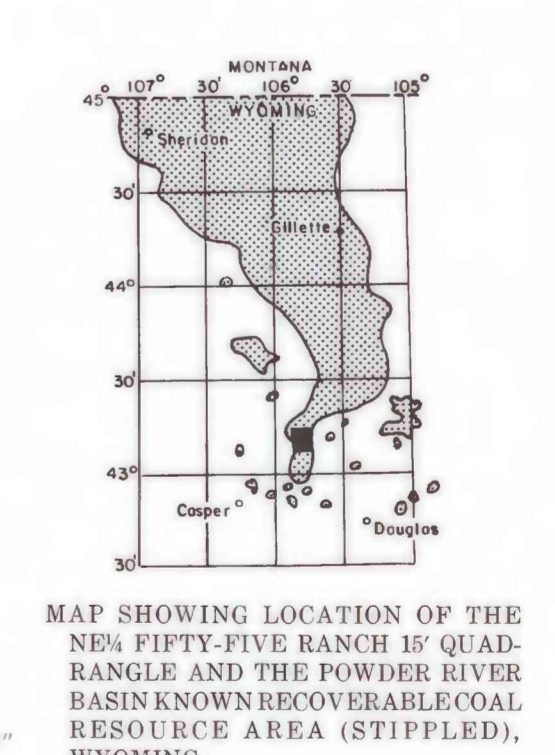 MONTANA
45° 107° 30' 106° 30' 105°
WYOMING
Sheridan
30'
Gillette
44°
30'
43°
Casper
Douglas
30'
MAP SHOWING LOCATION OF THE
NE¼ FIFTY-FIVE RANCH 15′ QUAD-
RANGLE AND THE POWDER RIVER
BASIN KNOWN RECOVERABLE COAL
" RESOURCE AREA (STIPPLED),
WYOMING